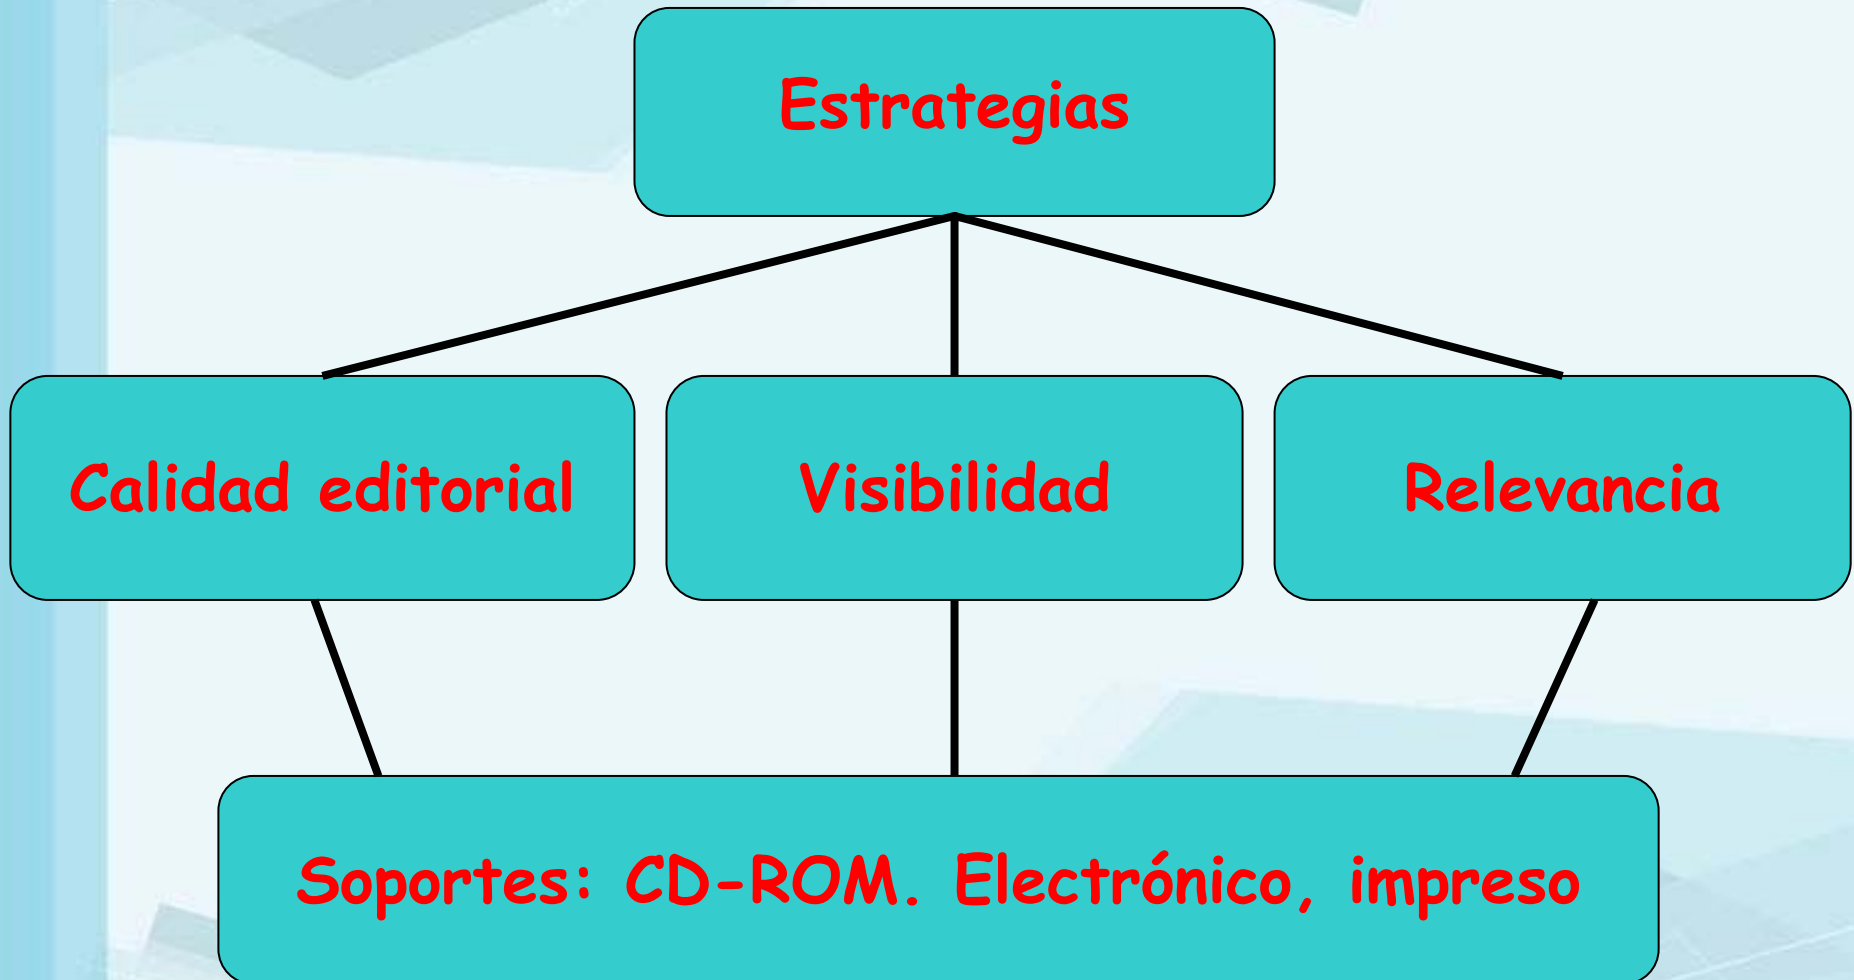 Estrategias
Calidad editorial
Visibilidad
Relevancia
Soportes: CD-ROM. Electrónico, impreso